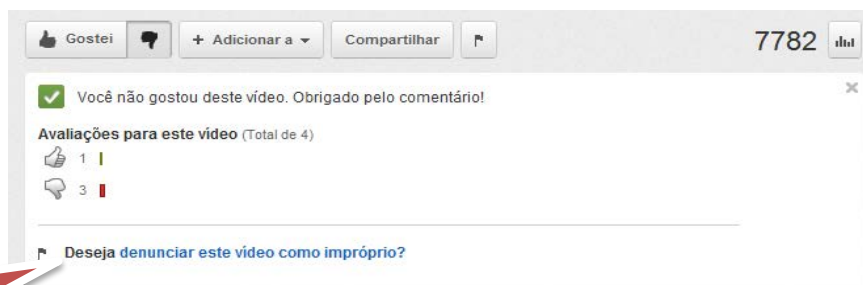 Gostei + Adicionar a Compartilhar 7782
Você não gostou deste vídeo. Obrigado pelo comentário!
Avaliações para este vídeo (Total de 4)
1
3
Deseja denunciar este vídeo como impróprio?